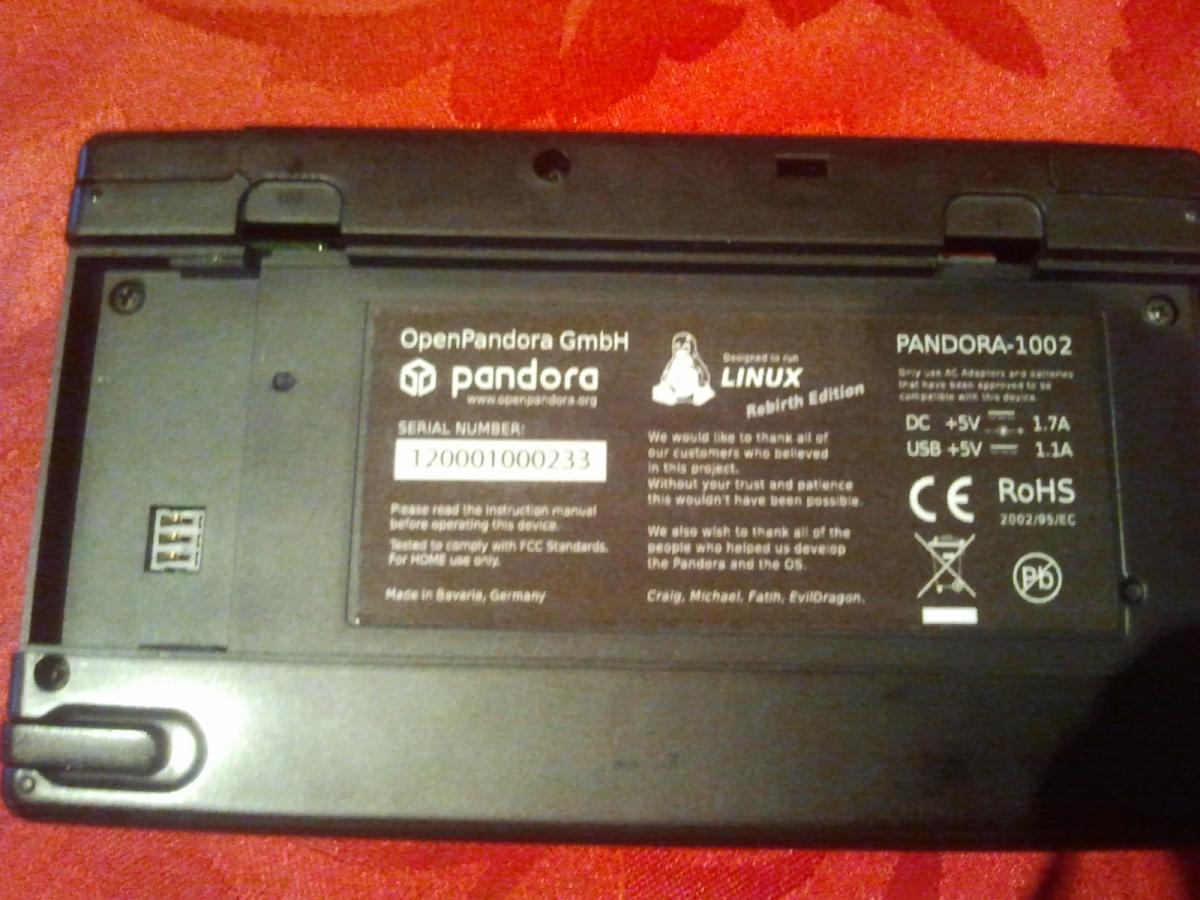 OpenPandora GmbH
pandora
www.openpandora.org
SERIAL NUMBER:
120001000233
Please read the instruction manual
before operating this device.
Tested to comply with FCC Standards.
For HOME use only.
Made in Bavaria, Germany
Designed to run
LINUX
Rebirth Edition
We would like to thank all of
our customers who believed
in this project.
Without your trust and patience
this wouldn't have been possible.
We also wish to thank all of the
people who helped us develop
the Pandora and the OS.
Craig, Michael, Fatih, EvilDragon.
PANDORA-1002
Only use AC Adapters and batteries
that have been approved to be
compatible with this device.
DC +5V 1.7A
USB +5V 1.1A
CE
RoHS
2002/95/EC
Pb